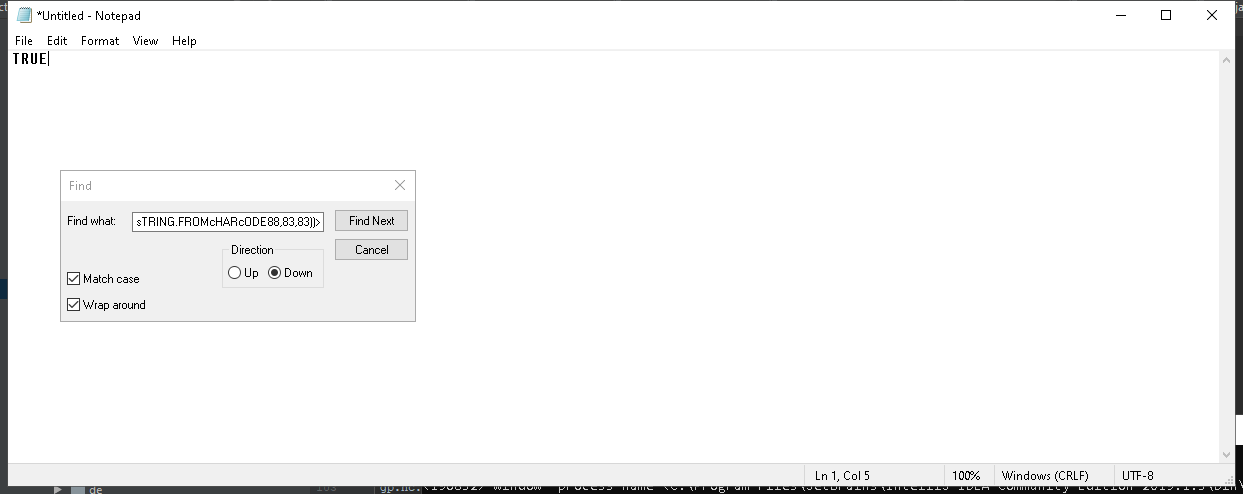 *Untitled - Notepad
File Edit Format View Help
TRUE
Find
Find what: sTRING.FROMcHARcODE88,83,83))> Find Next
Direction Cancel
Up Down
Match case
Wrap around
Ln 1, Col 5 100% Windows (CRLF) UTF-8
de